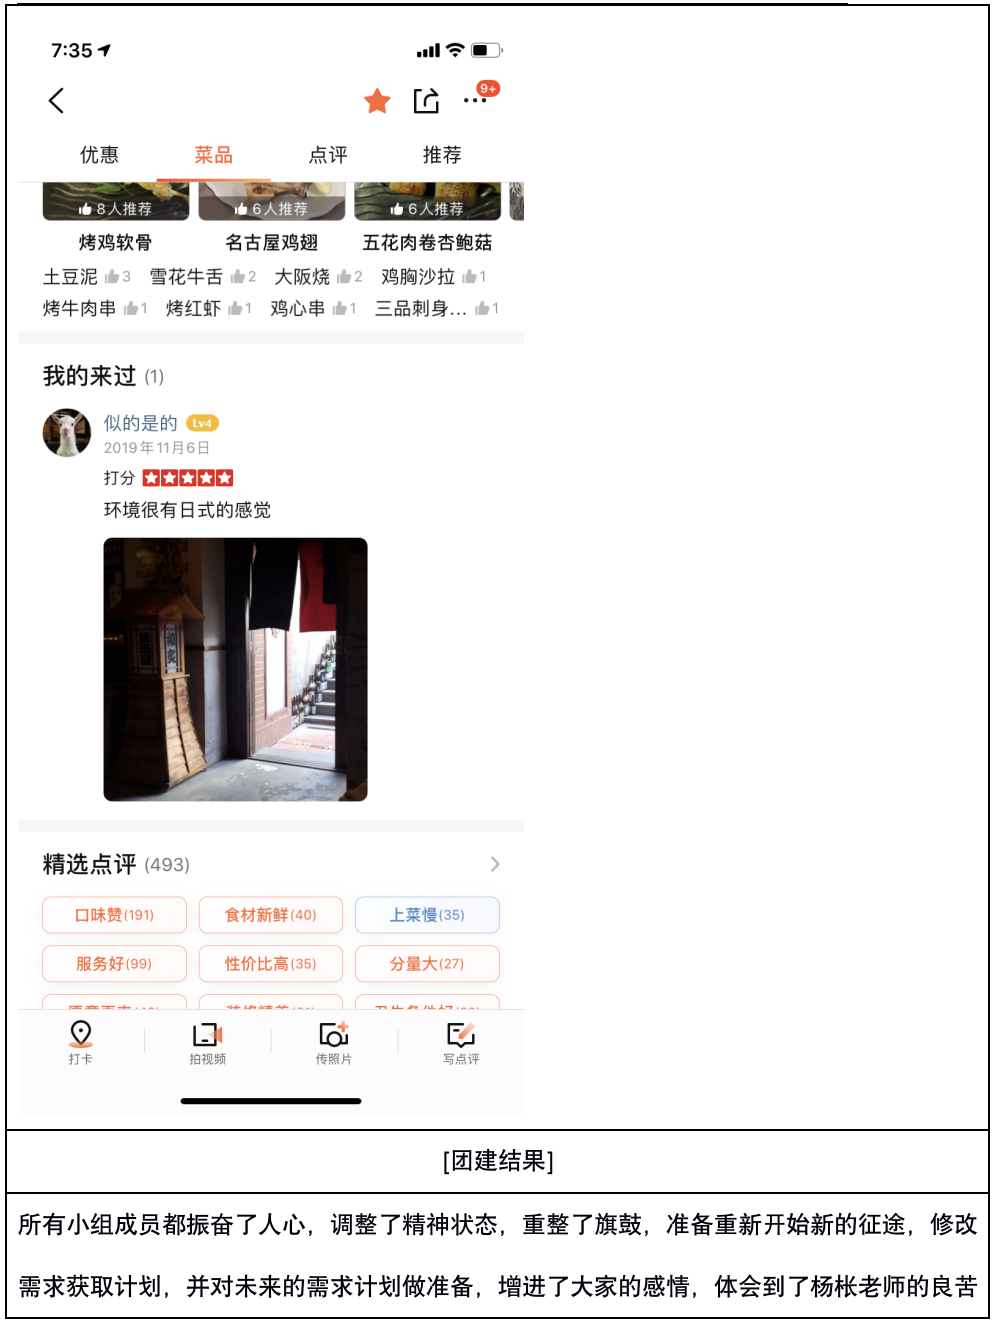 7:35
9+
优惠 菜品 点评 推荐
8人推荐 6人推荐 6人推荐
烤鸡软骨 名古屋鸡翅 五花肉卷杏鲍菇
土豆泥 3 雪花牛舌 2 大阪烧 2 鸡胸沙拉 1
烤牛肉串 1 烤红虾 1 鸡心串 1 三品刺身... 1
我的来过 (1)
似的是的 Lv4
2019年11月6日
打分
环境很有日式的感觉
精选点评 (493)
口味赞(191) 食材新鲜(40) 上菜慢(35)
服务好(99) 性价比高(35) 分量大(27)
打卡 拍视频 传照片 写点评
[团建结果]
所有小组成员都振奋了人心，调整了精神状态，重整了旗鼓，准备重新开始新的征途，修改
需求获取计划，并对未来的需求计划做准备，增进了大家的感情，体会到了杨枨老师的良苦